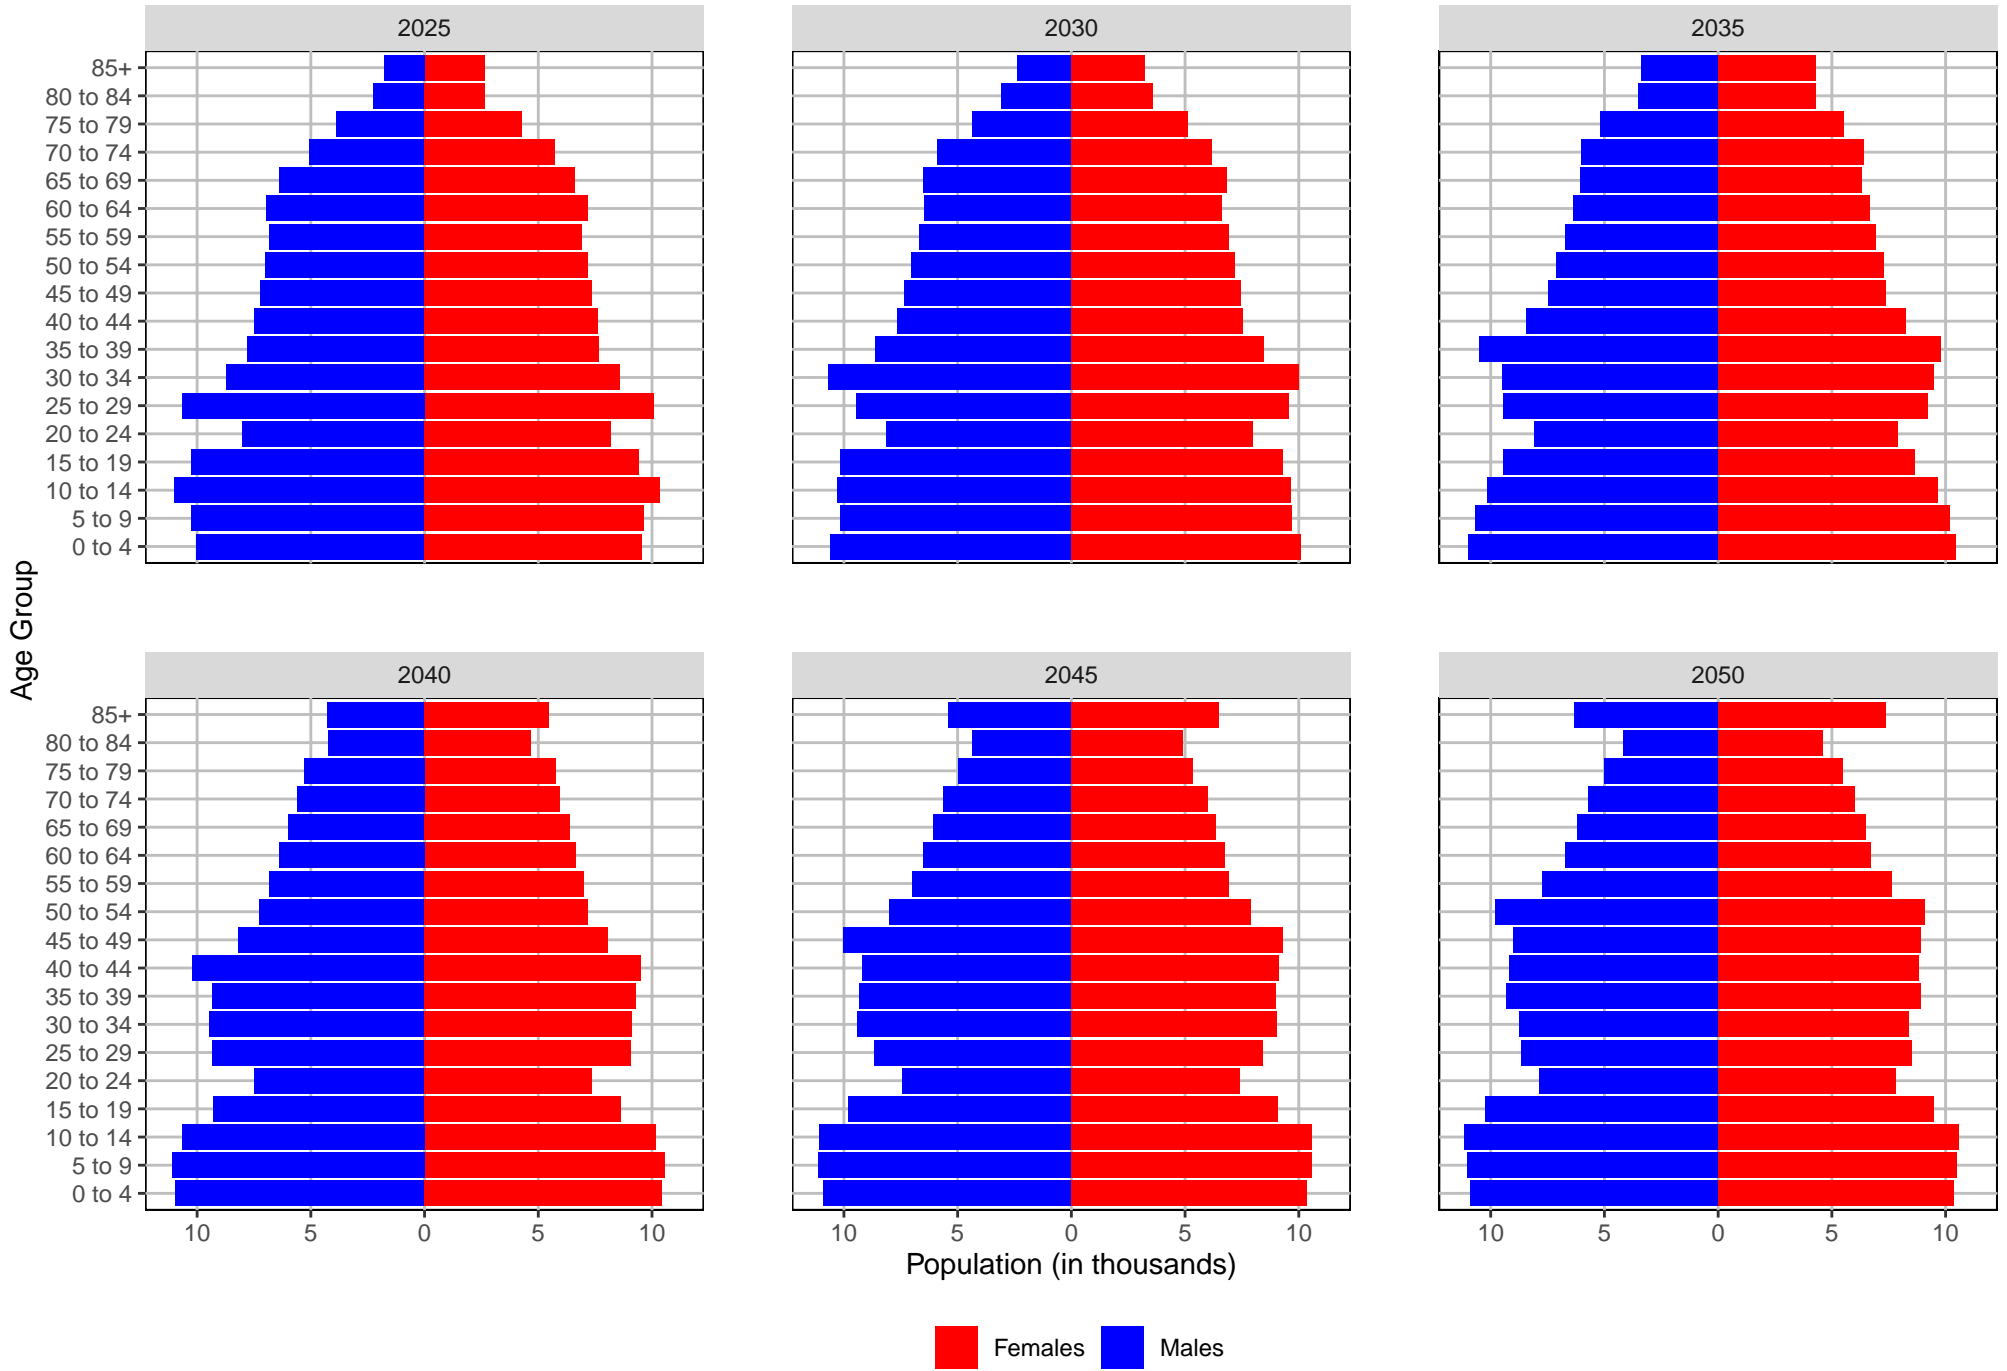 2025
2030
2035
85+
80 to 84
75 to 79
70 to 74
65 to 69
60 to 64
55 to 59
50 to 54
45 to 49
40 to 44
35 to 39
30 to 34
25 to 29
20 to 24
15 to 19
10 to 14
5 to 9
0 to 4
Age Group
2040
2045
2050
85+
80 to 84
75 to 79
70 to 74
65 to 69
60 to 64
55 to 59
50 to 54
45 to 49
40 to 44
35 to 39
30 to 34
25 to 29
20 to 24
15 to 19
10 to 14
5 to 9
0 to 4
10 5 0 5 10
10 5 0 5 10
10 5 0 5 10
Population (in thousands)
Females Males